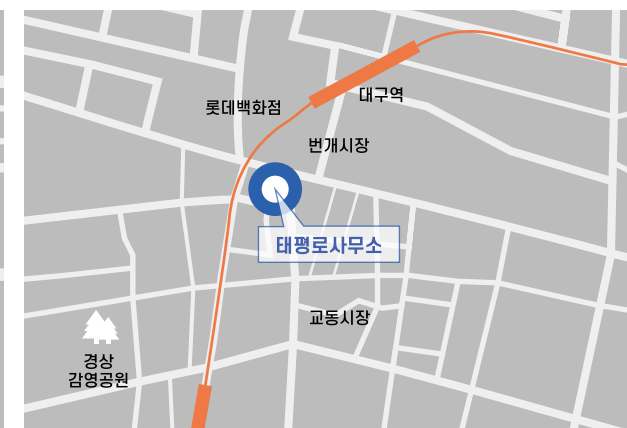 대구역
롯데백화점
번개시장
태평로사무소
교동시장
경상
감영공원